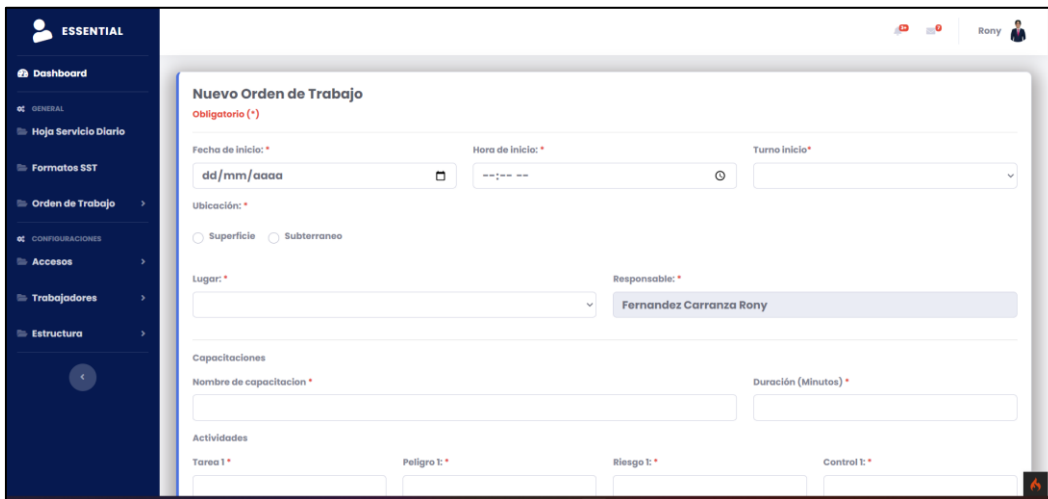 ESSENTIAL
Rony
Dashboard
GENERAL
Hoja Servicio Diario
Formatos SST
Orden de Trabajo
CONFIGURACIONES
Accesos
Trabajadores
Estructura
Nuevo Orden de Trabajo
Obligatorio (*)
Fecha de inicio: * Hora de inicio: * Turno inicio*
dd/mm/aaaa --:-- --
Ubicación: *
Superficie Subterraneo
Lugar: * Responsable: *
Fernandez Carranza Rony
Capacitaciones
Nombre de capacitacion * Duración (Minutos) *
Actividades
Tarea 1 * Peligro 1: * Riesgo 1: * Control 1: *